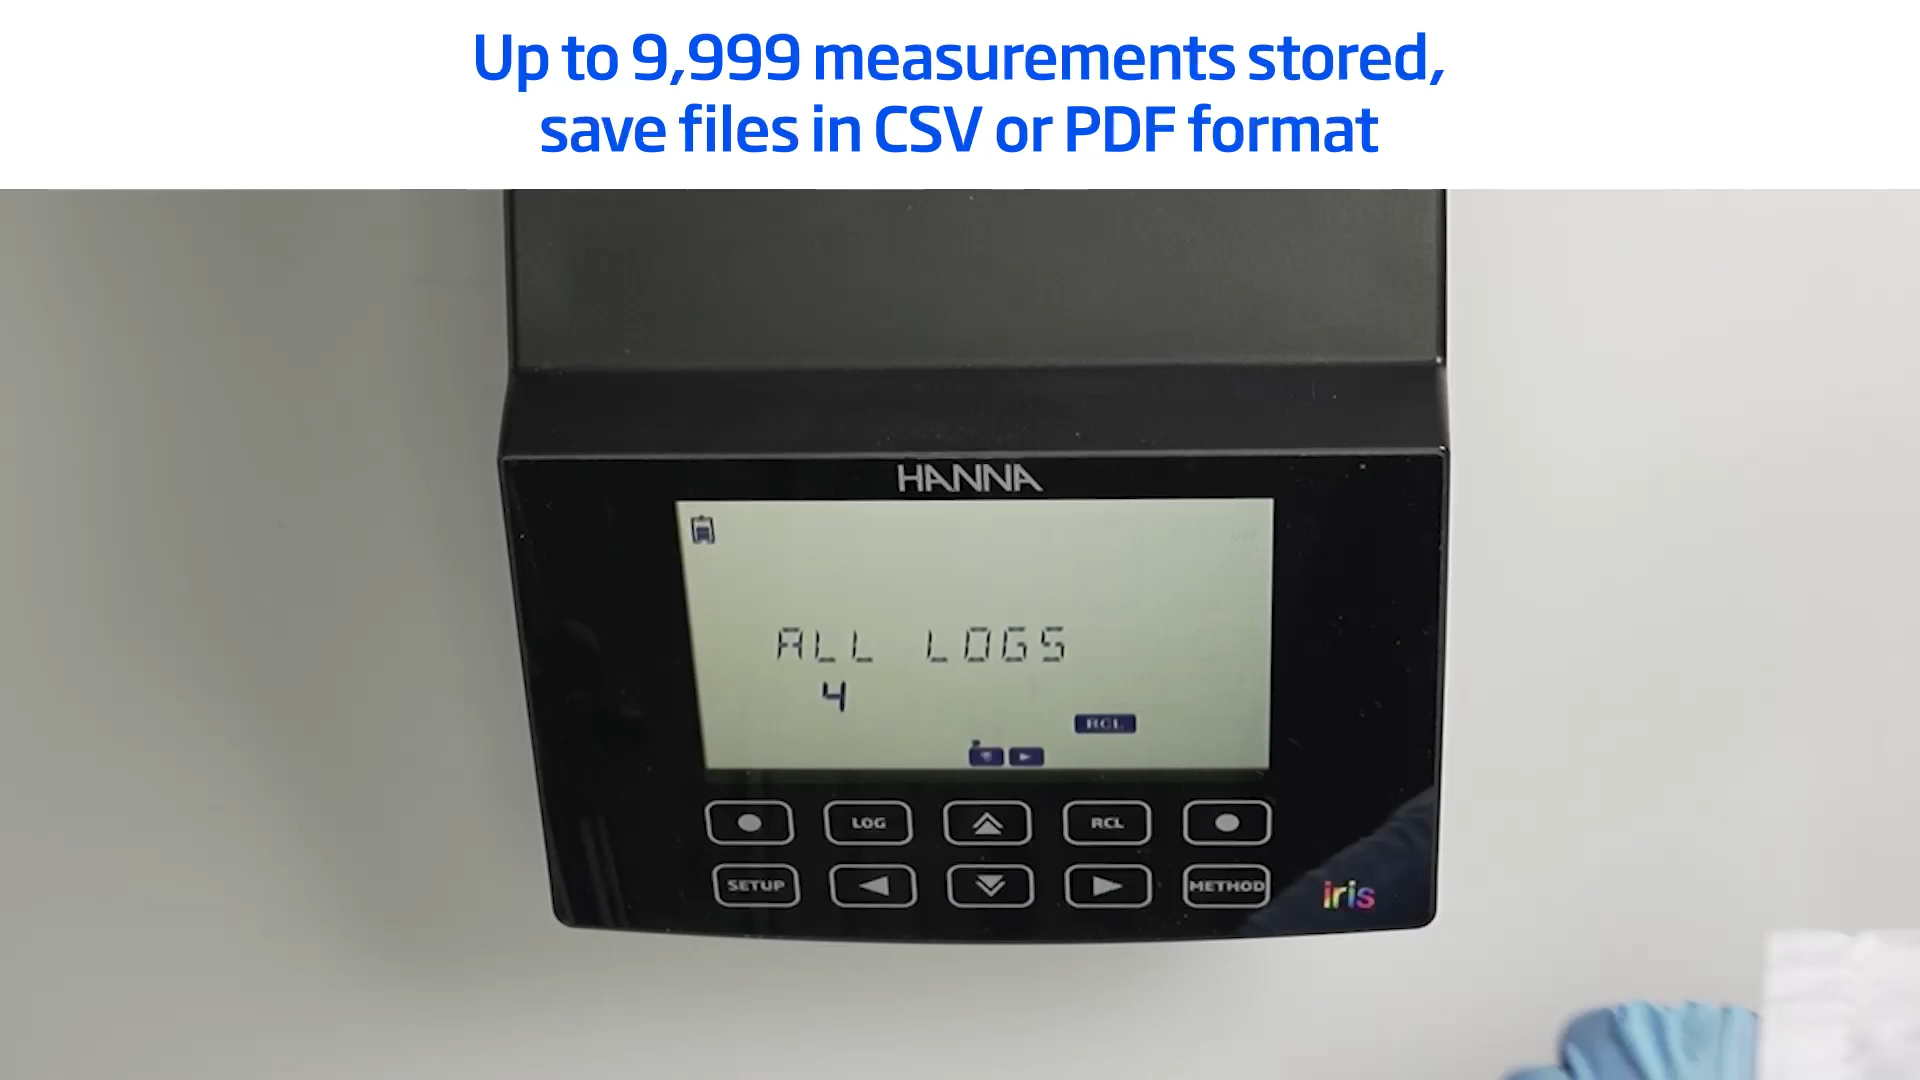 Up to 9,999 measurements stored,
save files in CSV or PDF format
HANNA
ALL LOGS
4
RCL
LOG
RCL
SETUP
METHOD
iris